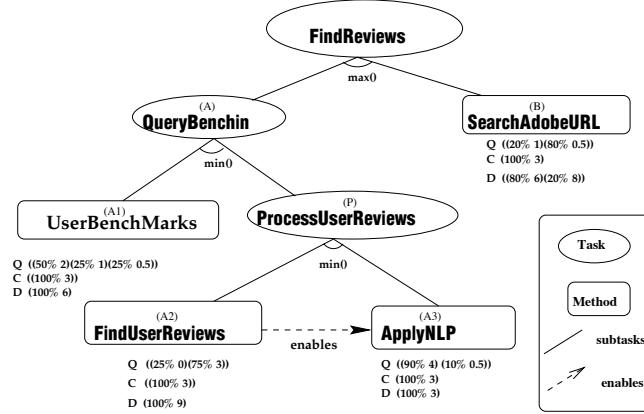 FindReviews
max()
(A)
QueryBenchin
min()
(B)
SearchAdobeURL
Q ((20% 1)(80% 0.5))
C (100% 3)
D ((80% 6)(20% 8))
(A1)
UserBenchMarks
Q ((50% 2)(25% 1)(25% 0.5))
C ((100% 3))
D (100% 6)
(P)
ProcessUserReviews
min()
(A2)
FindUserReviews
enables
(A3)
ApplyNLP
Q ((25% 0)(75% 3))
C ((100% 3))
D (100% 9)
Q ((90% 4) (10% 0.5))
C (100% 3)
D (100% 3)
Task
Method
subtasks
enables